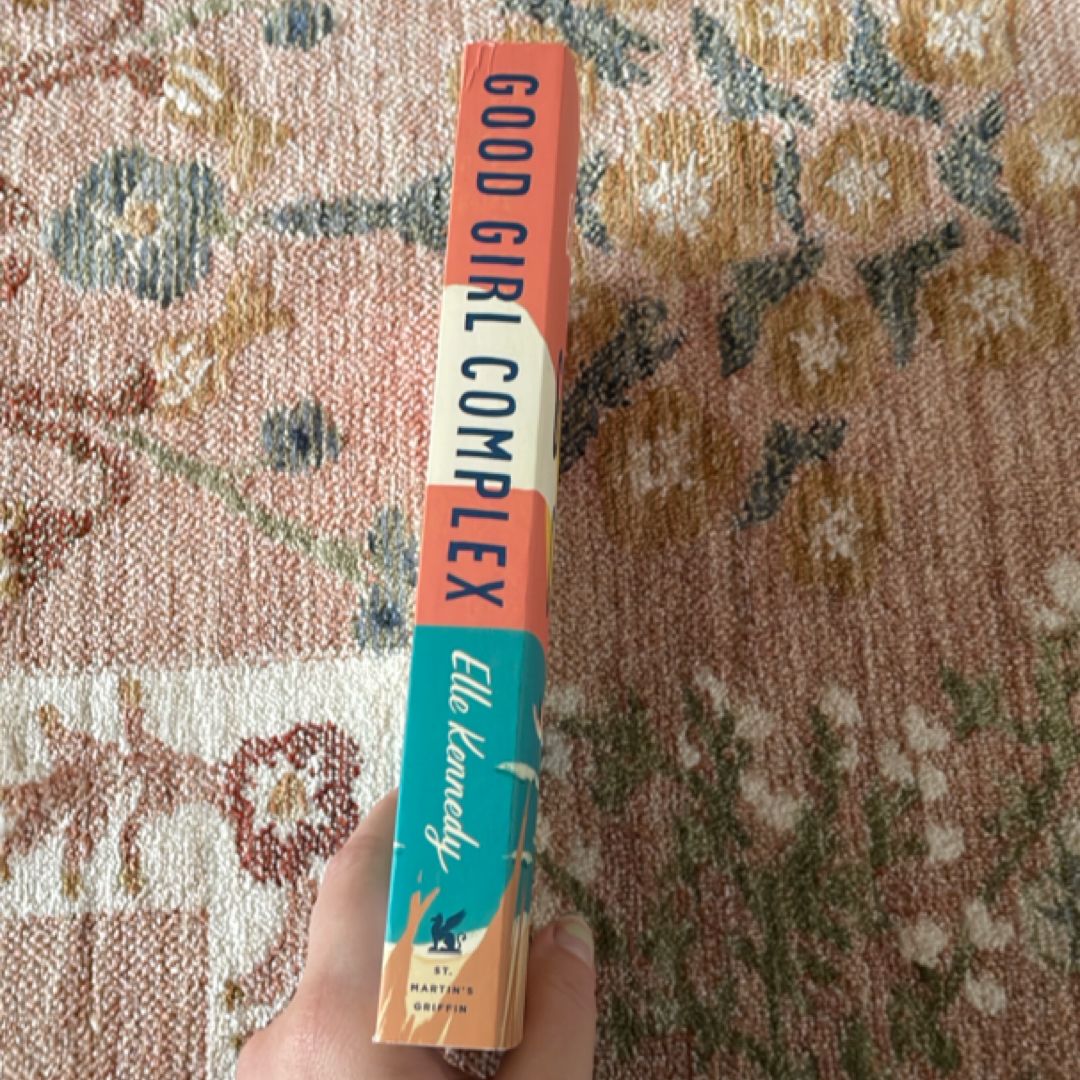 GOOD GIRL COMPLEX
Elle Kennedy
ST.
MARTIN'S
GRIFFIN